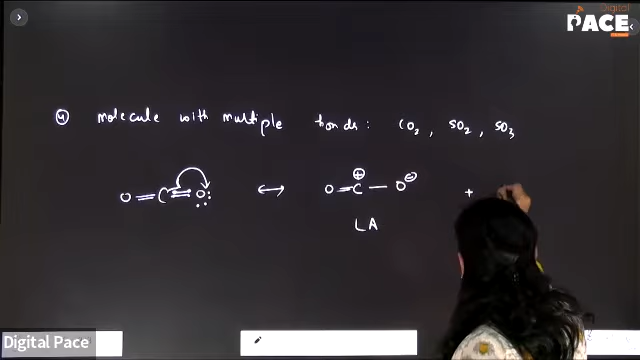 Digital
PACE
④ molecule with multiple bonds: CO₂, SO₂, SO₃
O=C=O: ↔ O=C⊕—O⊖ +
LA
Digital Pace